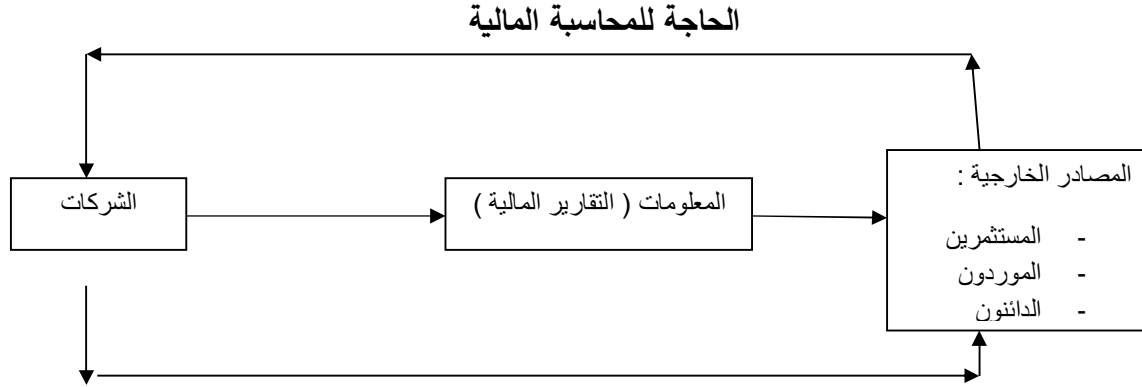 الحاجة للمحاسبة المالية
المصادر الخارجية :
- المستثمرين
- الموردون
- الدائنون
المعلومات ( التقارير المالية )
الشركات